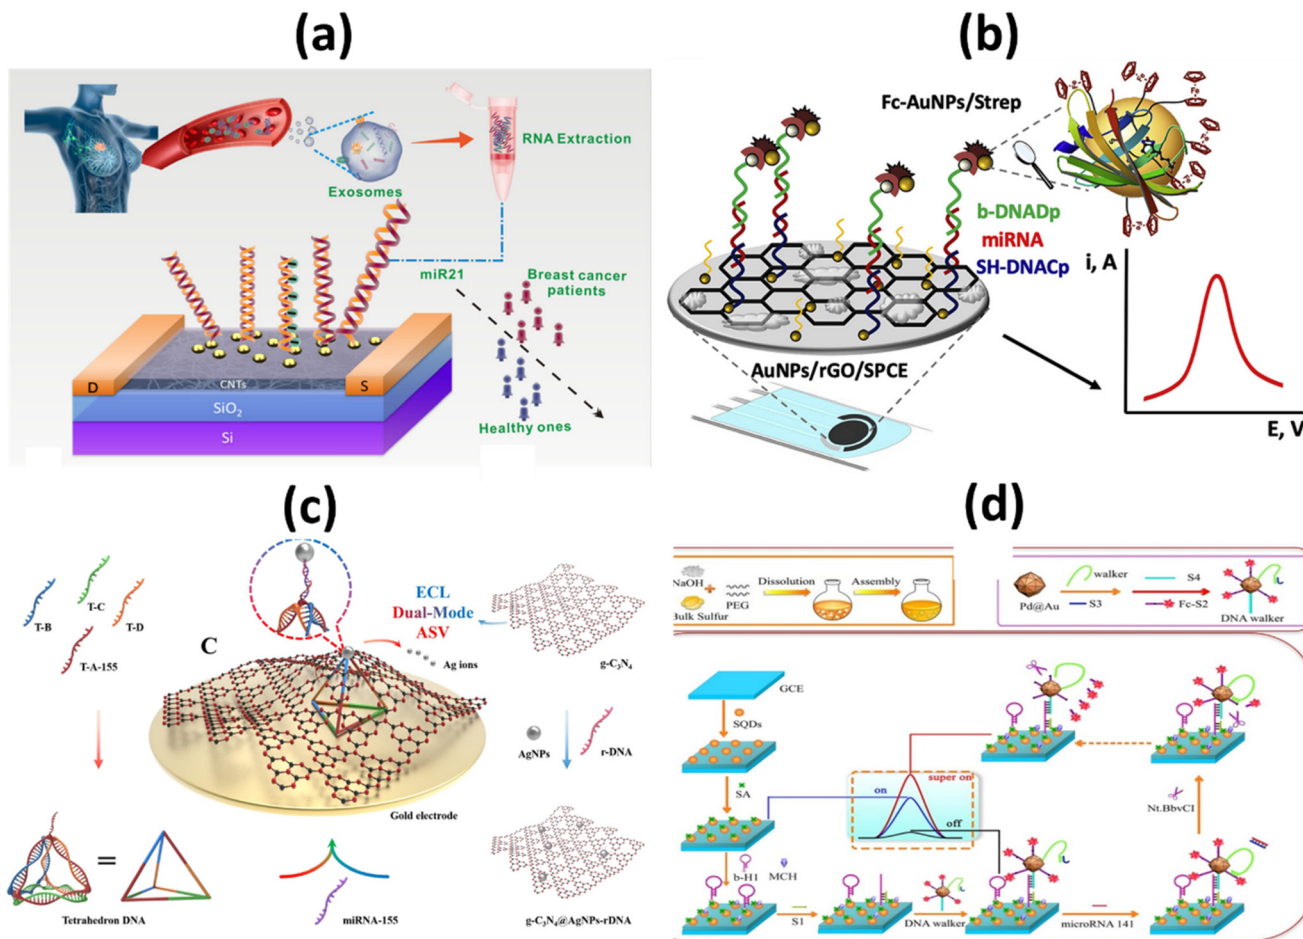 (a)
RNA Extraction
Exosomes
miR21
Breast cancer
patients
D
CNTs
S
SiO2
Si
Healthy ones
(b)
Fc-AuNPs/Strep
b-DNADp
miRNA
SH-DNACp
i, A
AuNPs/rGO/SPCE
E, V
(c)
T-C
T-B
T-D
T-A-155
C
ECL
Dual-Mode
ASV
Ag ions
g-C3N4
AgNPs
r-DNA
Gold electrode
=
Tetrahedron DNA
miRNA-155
g-C3N4@AgNPs-rDNA
(d)
NaOH
+
PEG
Bulk Sulfur
Dissolution
Assembly
Pd@Au
walker
S3
S4
Fc-S2
DNA walker
GCE
SQDs
SA
super on
on
off
Nt.BbvCI
b-H1
MCH
S1
DNA walker
microRNA 141